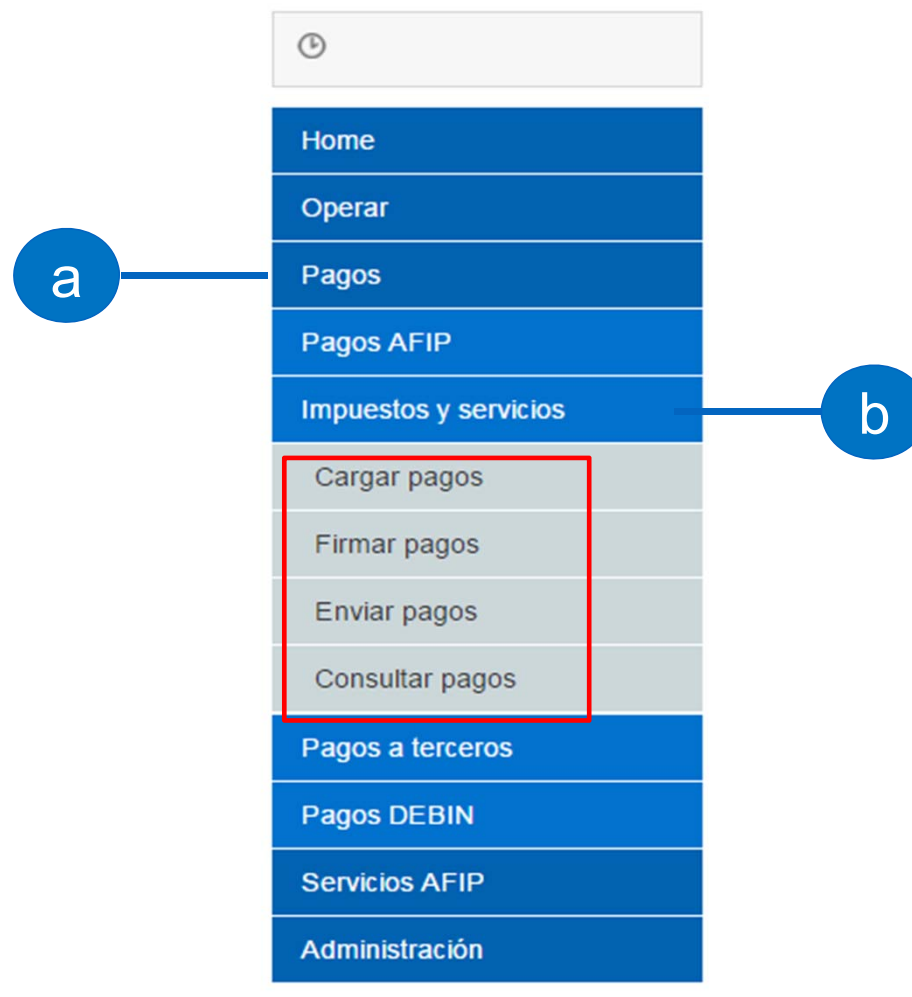 Home
Operar
a
Pagos
Pagos AFIP
Impuestos y servicios
b
Cargar pagos
Firmar pagos
Enviar pagos
Consultar pagos
Pagos a terceros
Pagos DEBIN
Servicios AFIP
Administración